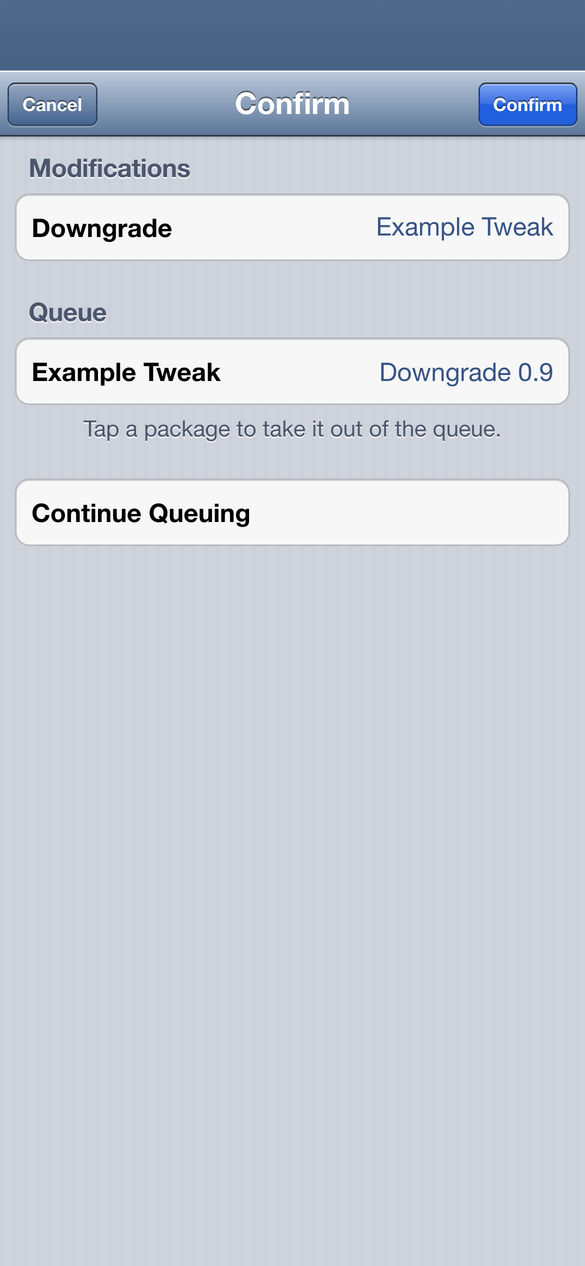 Cancel Confirm Confirm
Modifications
Downgrade Example Tweak
Queue
Example Tweak Downgrade 0.9
Tap a package to take it out of the queue.
Continue Queuing